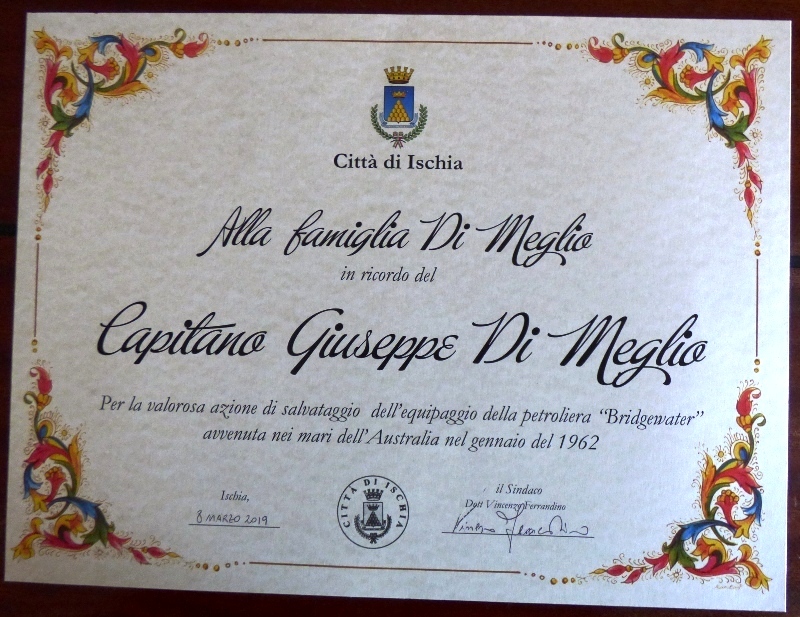 Città di Ischia
Alla famiglia Di Meglio
in ricordo del
Capitano Giuseppe Di Meglio
Per la valorosa azione di salvataggio dell'equipaggio della petroliera "Bridgewater"
avvenuta nei mari dell'Australia nel gennaio del 1962
Ischia,
8 MARZO 2019
CITTÀ DI ISCHIA
il Sindaco
Dott Vincenzo Ferrandino